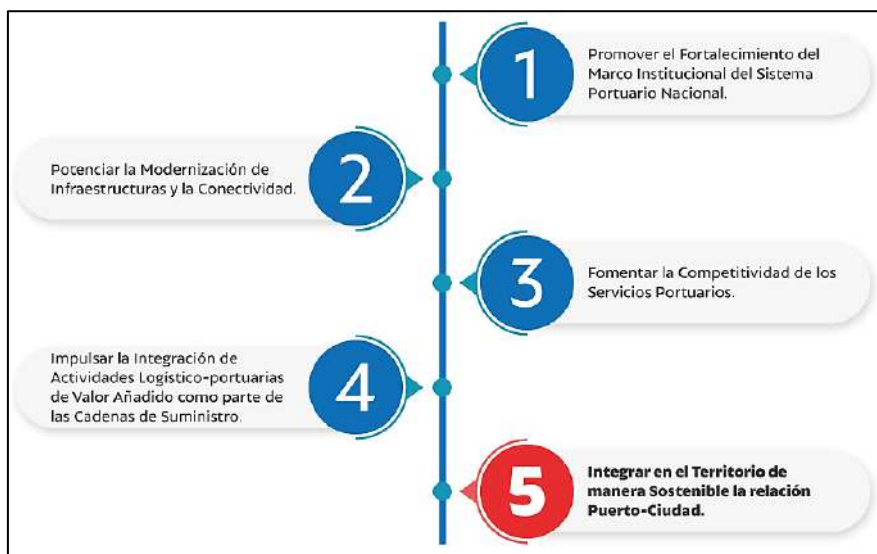 1
Promover el Fortalecimiento del
Marco Institucional del Sistema
Portuario Nacional.
2
Potenciar la Modernización de
Infraestructuras y la Conectividad.
3
Fomentar la Competitividad de los
Servicios Portuarios.
4
Impulsar la Integración de
Actividades Logístico-portuarias
de Valor Añadido como parte de
las Cadenas de Suministro.
5
Integrar en el Territorio de
manera Sostenible la relación
Puerto-Ciudad.